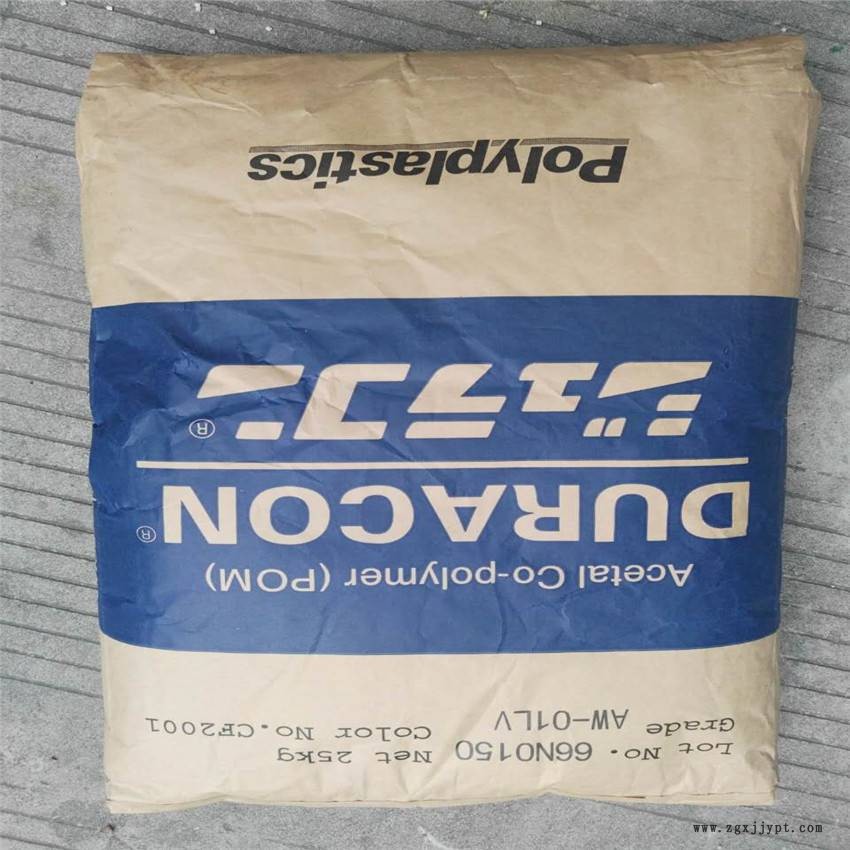 Lot No. 66N0150 Net 25kg
Grade AW-01LV Color No.CF2001
Acetal Co-polymer (POM)
DURACON®
ジュラコン®
Polyplastics
www.zgxjjypt.com